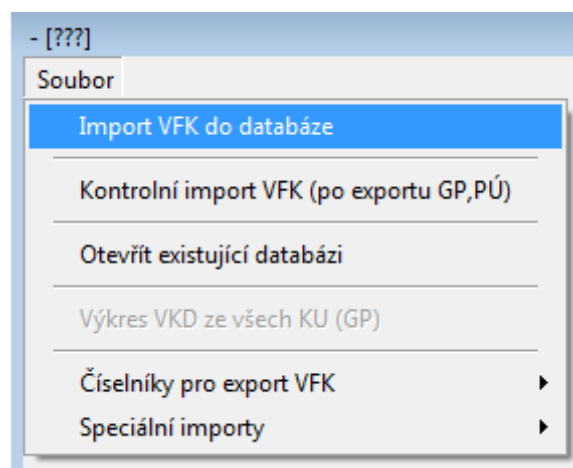 - [???]
Soubor
Import VFK do databáze
Kontrolní import VFK (po exportu GP,PÚ)
Otevřít existující databázi
Výkres VKD ze všech KU (GP)
Číselníky pro export VFK
Speciální importy